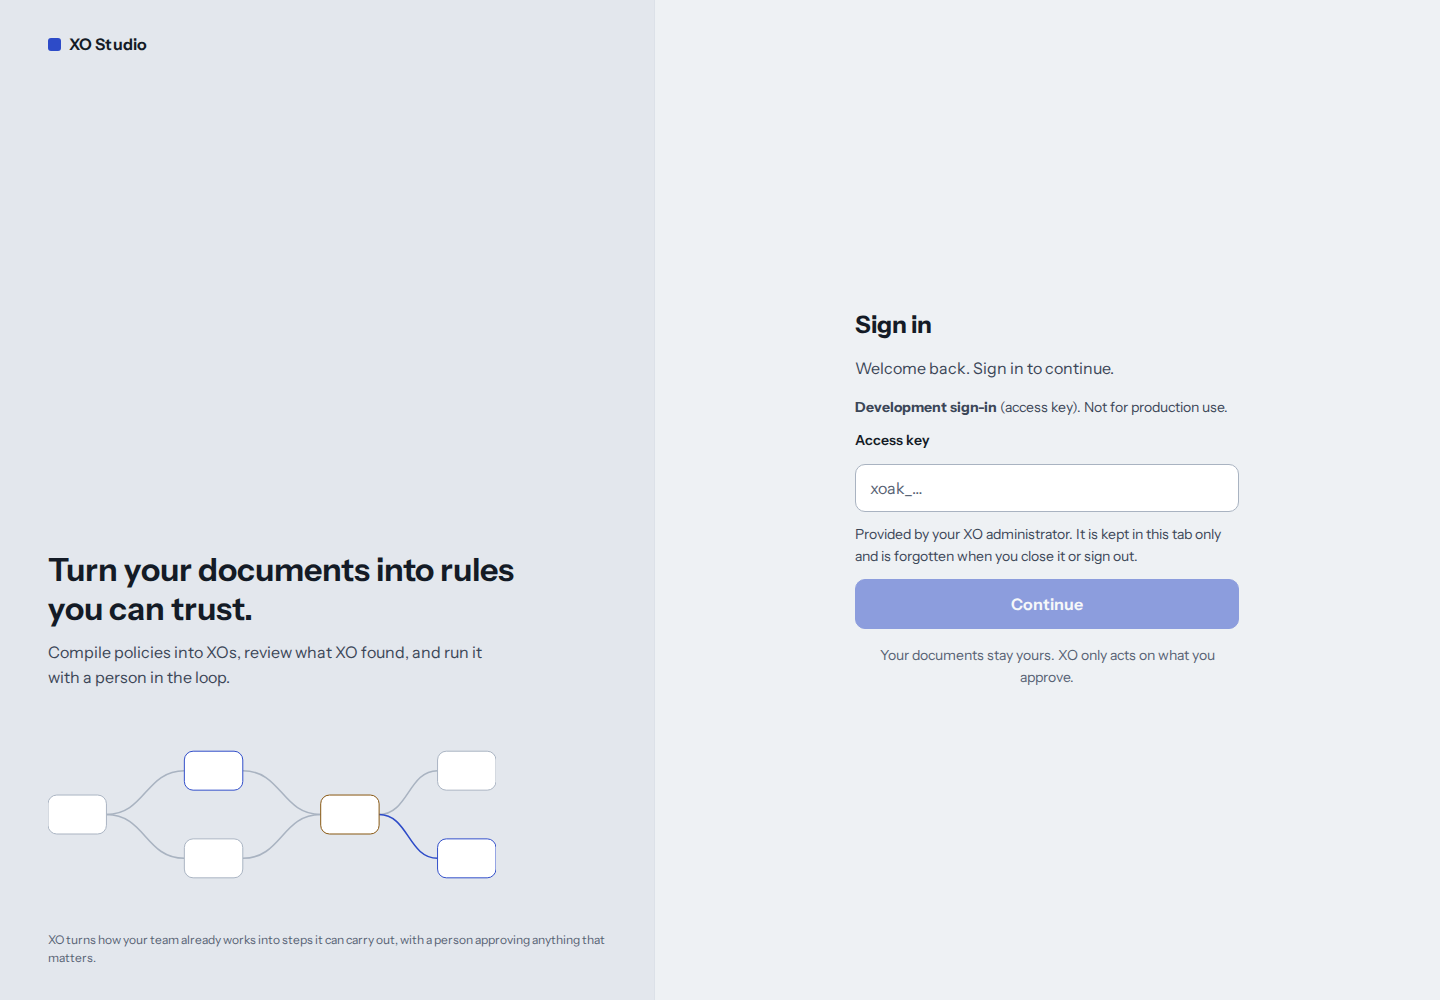 XO Studio
Turn your documents into rules
you can trust.
Compile policies into XOs, review what XO found, and run it
with a person in the loop.
XO turns how your team already works into steps it can carry out, with a person approving anything that
matters.
Sign in
Welcome back. Sign in to continue.
Development sign-in (access key). Not for production use.
Access key
xoak_...
Provided by your XO administrator. It is kept in this tab only
and is forgotten when you close it or sign out.
Continue
Your documents stay yours. XO only acts on what you
approve.